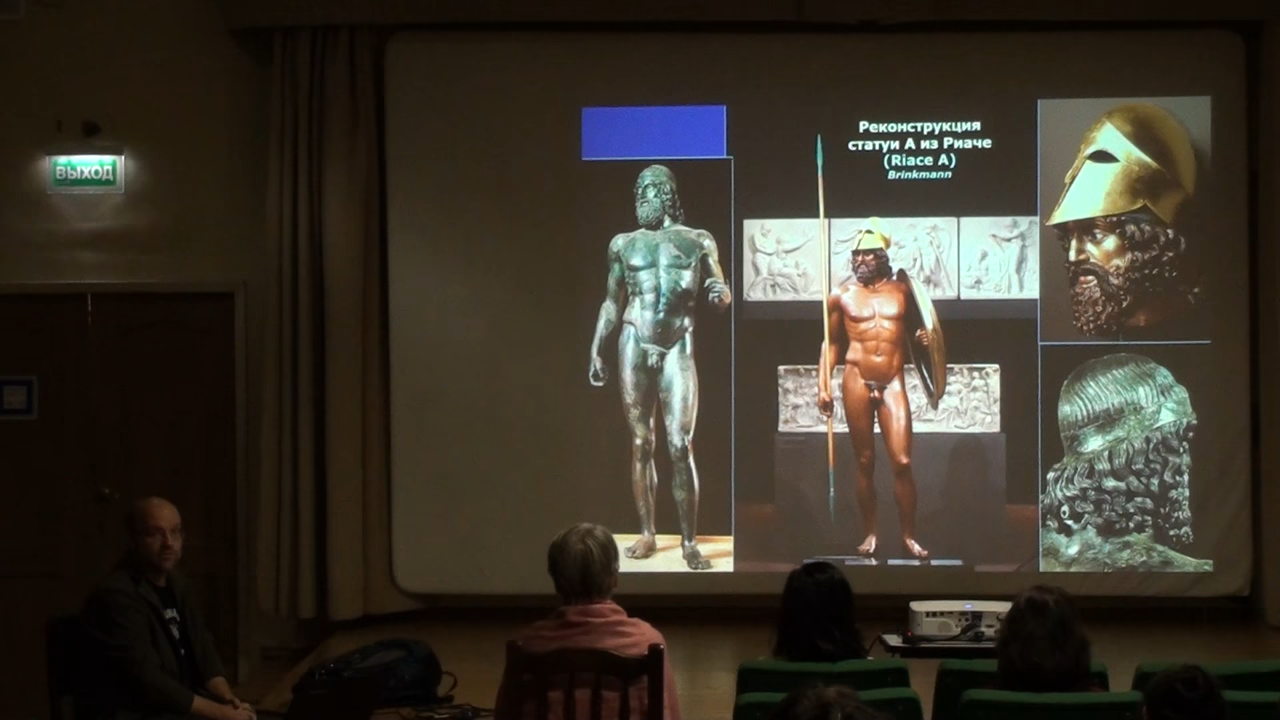 ВЫХОД
Реконструкция
статуи А из Риаче
(Riace A)
Brinkmann